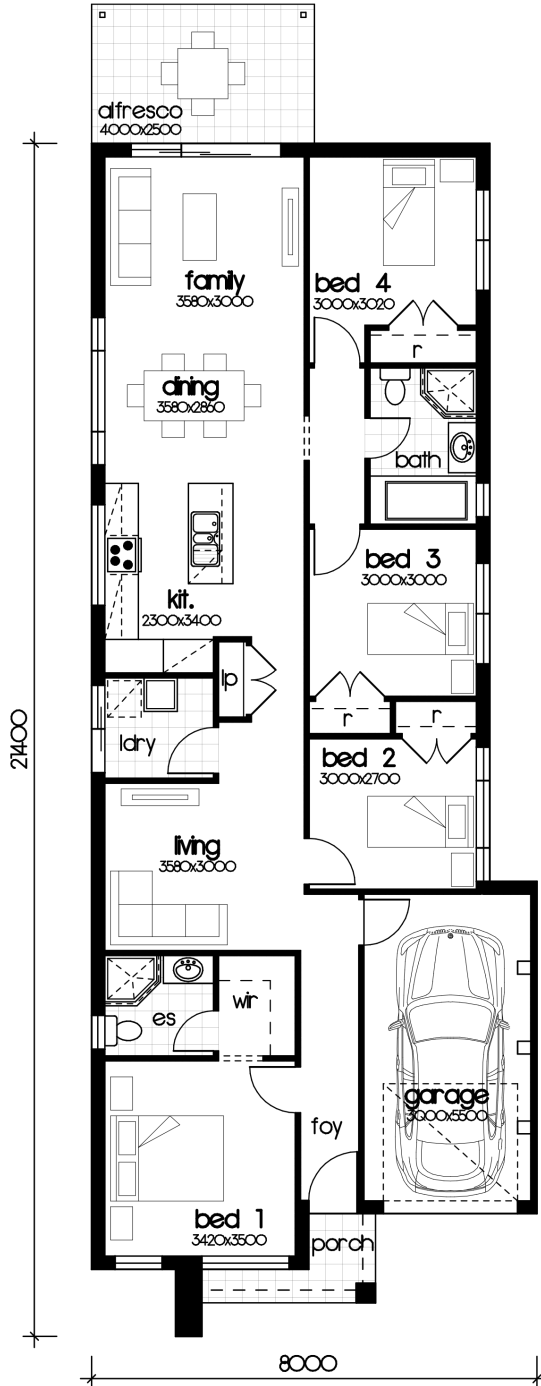 alfresco
4000x2500
family
3580x3000
bed 4
3000x3020
r
dining
3580x2860
bath
bed 3
3000x3000
kit.
2300x3400
lp
r
r
ldry
bed 2
3000x2700
21400
living
3580x3000
wir
es
garage
3000x5500
foy
bed 1
3420x3500
porch
8000